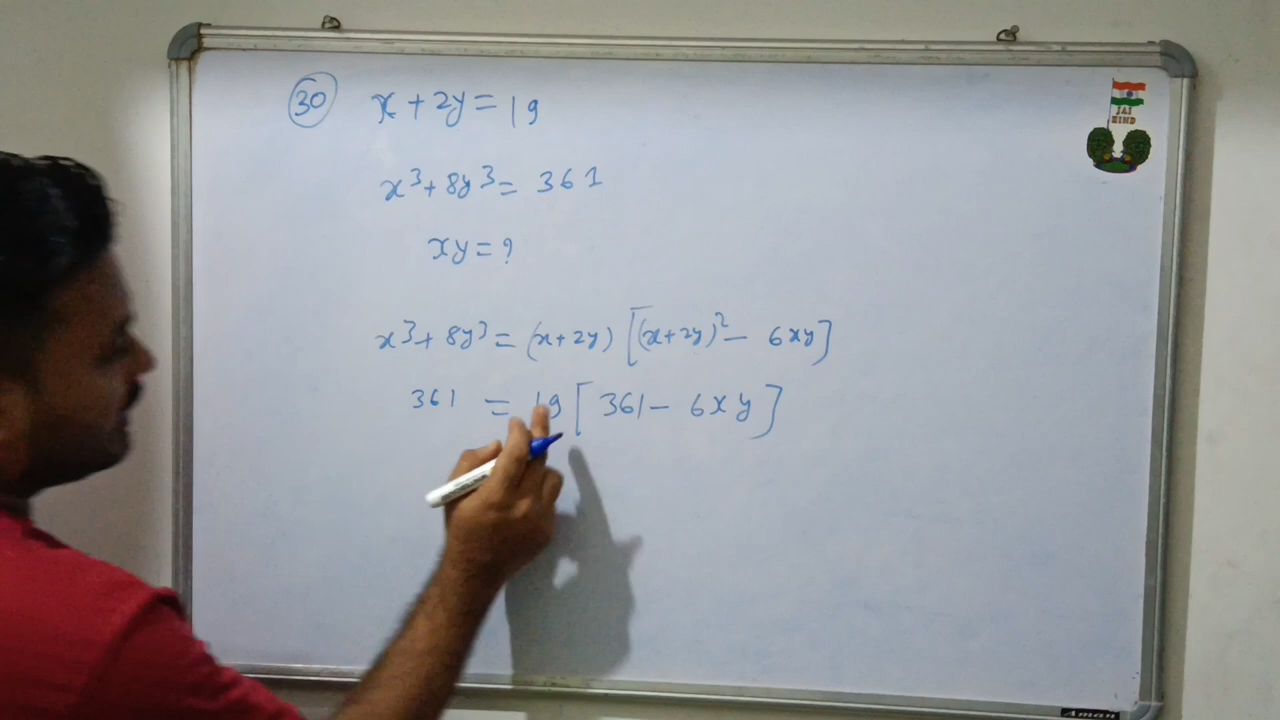 30 x + 2y = 19
x³ + 8y³ = 361
xy = ?
x³ + 8y³ = (x+2y) [(x+2y)² - 6xy]
361 = 19 [361 - 6xy]
JAI
HIND
Aman